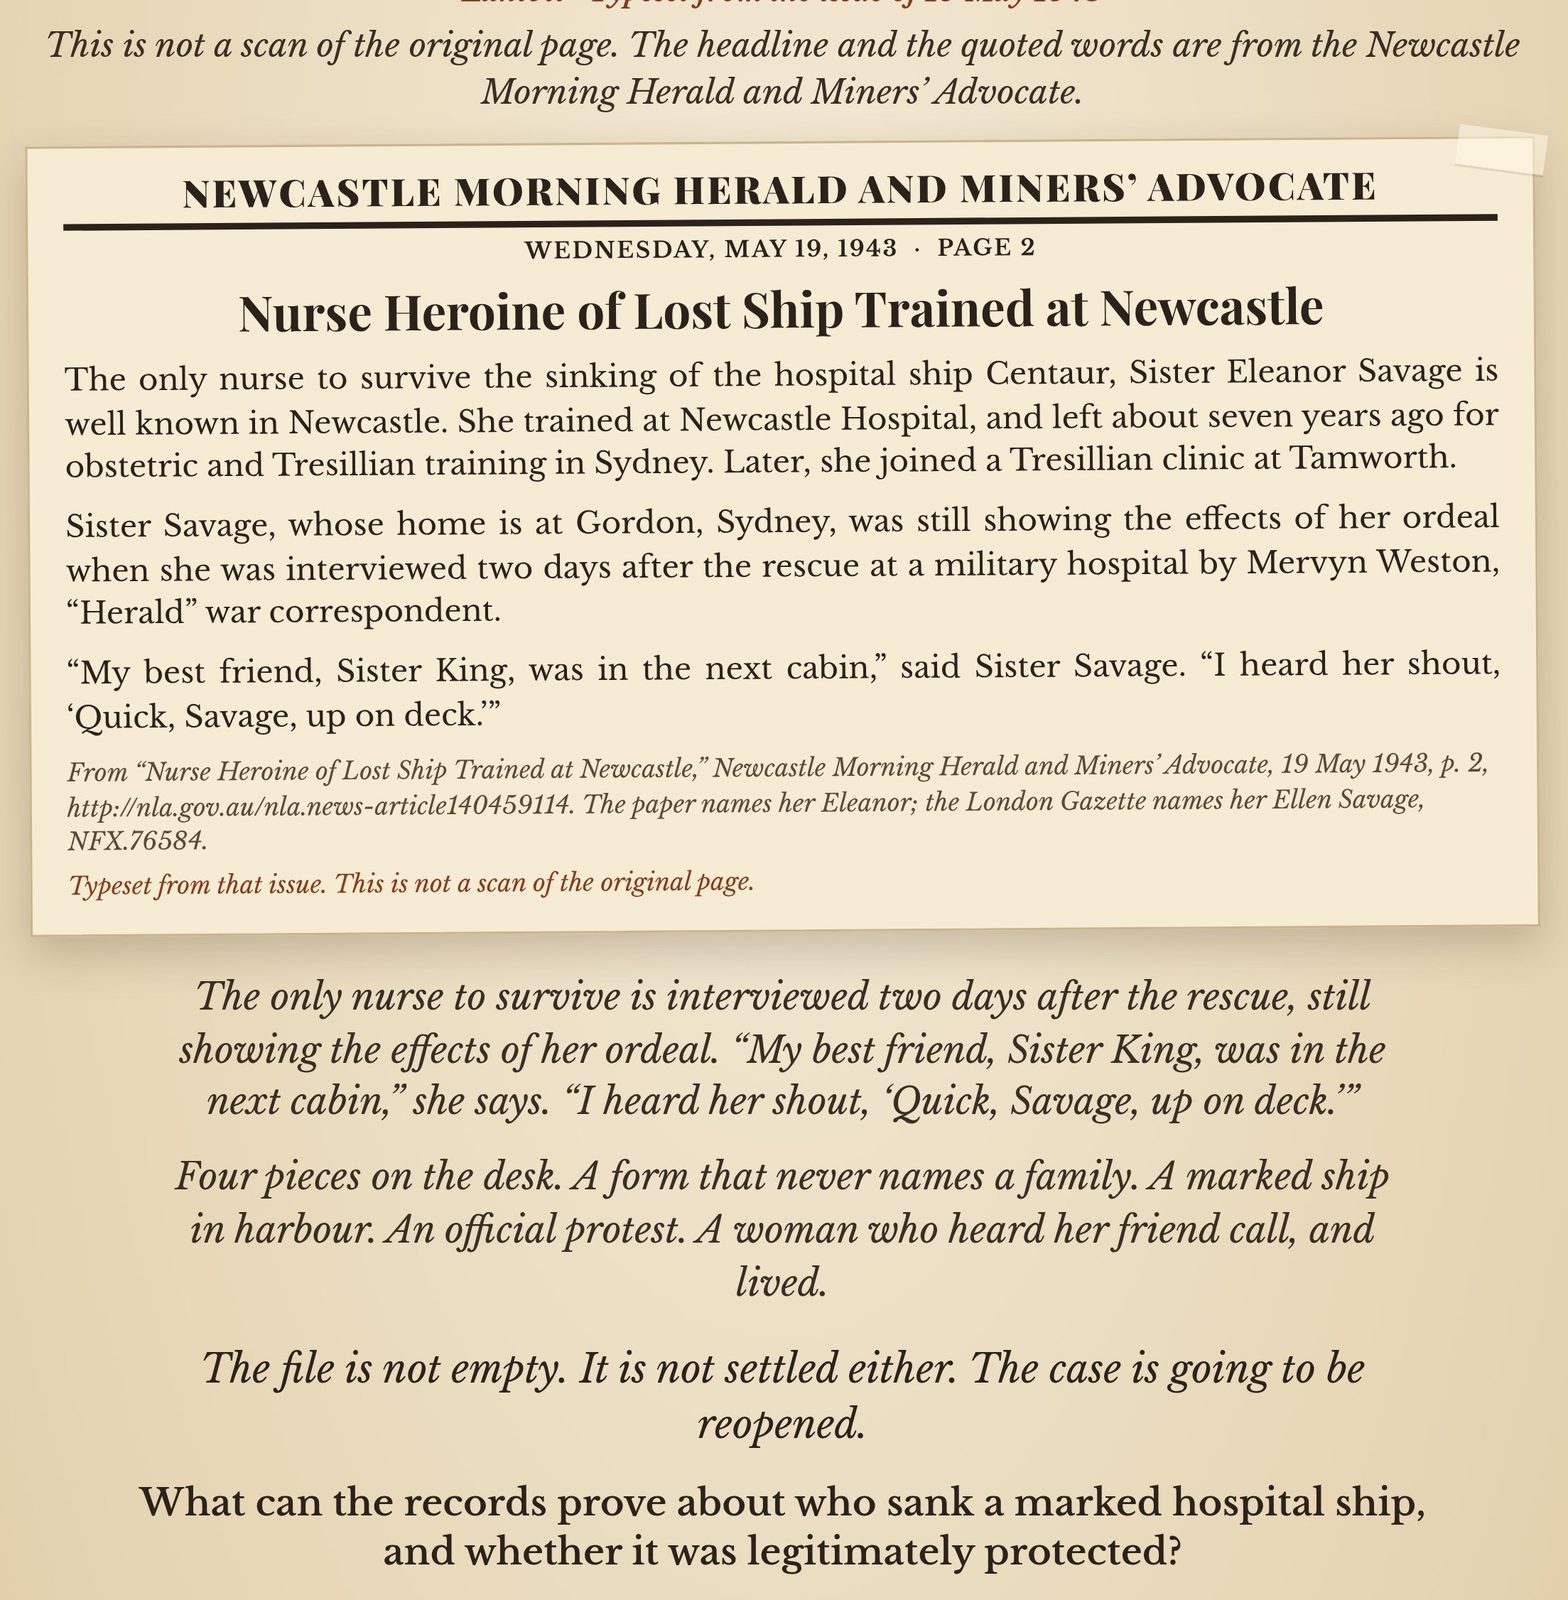 This is not a scan of the original page. The headline and the quoted words are from the Newcastle
Morning Herald and Miners’ Advocate.
NEWCASTLE MORNING HERALD AND MINERS’ ADVOCATE
WEDNESDAY, MAY 19, 1943 · PAGE 2
Nurse Heroine of Lost Ship Trained at Newcastle
The only nurse to survive the sinking of the hospital ship Centaur, Sister Eleanor Savage is
well known in Newcastle. She trained at Newcastle Hospital, and left about seven years ago for
obstetric and Tresillian training in Sydney. Later, she joined a Tresillian clinic at Tamworth.
Sister Savage, whose home is at Gordon, Sydney, was still showing the effects of her ordeal
when she was interviewed two days after the rescue at a military hospital by Mervyn Weston,
“Herald” war correspondent.
“My best friend, Sister King, was in the next cabin,” said Sister Savage. “I heard her shout,
‘Quick, Savage, up on deck.’”
From “Nurse Heroine of Lost Ship Trained at Newcastle,” Newcastle Morning Herald and Miners’ Advocate, 19 May 1943, p. 2,
http://nla.gov.au/nla.news-article140459114. The paper names her Eleanor; the London Gazette names her Ellen Savage,
NFX.76584.
Typeset from that issue. This is not a scan of the original page.
The only nurse to survive is interviewed two days after the rescue, still
showing the effects of her ordeal. “My best friend, Sister King, was in the
next cabin,” she says. “I heard her shout, ‘Quick, Savage, up on deck.’”
Four pieces on the desk. A form that never names a family. A marked ship
in harbour. An official protest. A woman who heard her friend call, and
lived.
The file is not empty. It is not settled either. The case is going to be
reopened.
What can the records prove about who sank a marked hospital ship,
and whether it was legitimately protected?